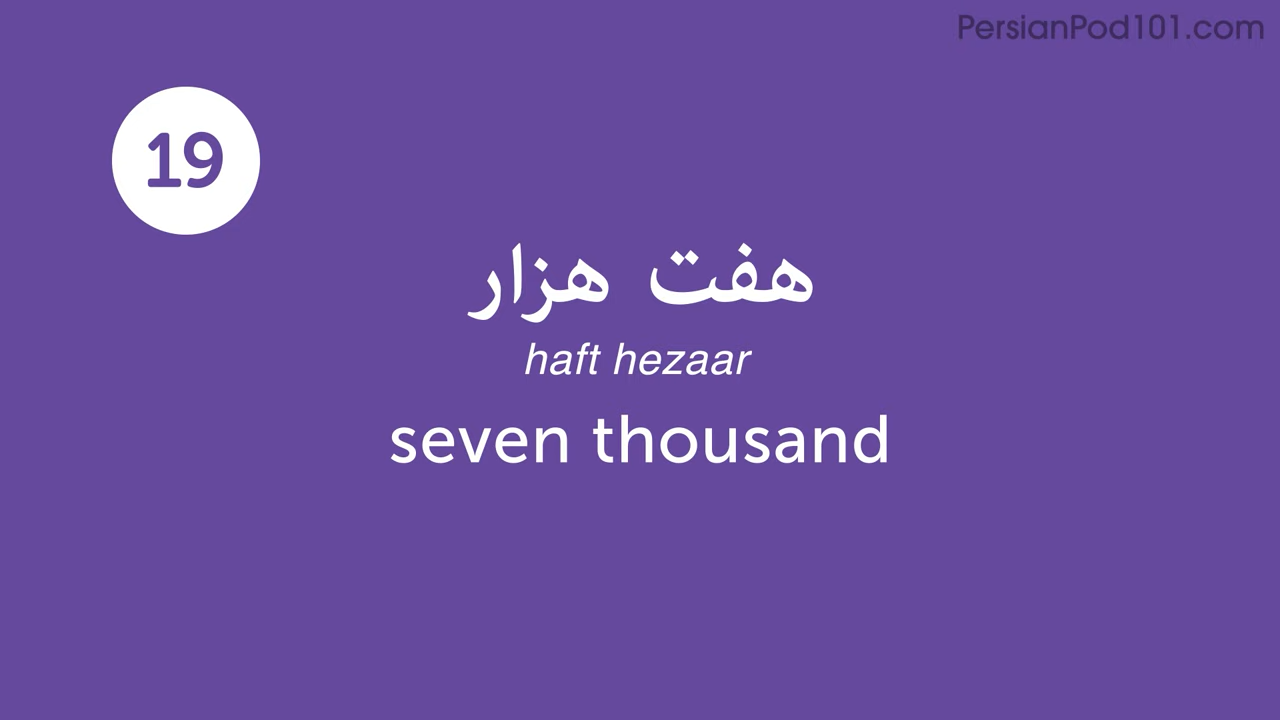 PersianPod101.com
19
هفت هزار
haft hezaar
seven thousand